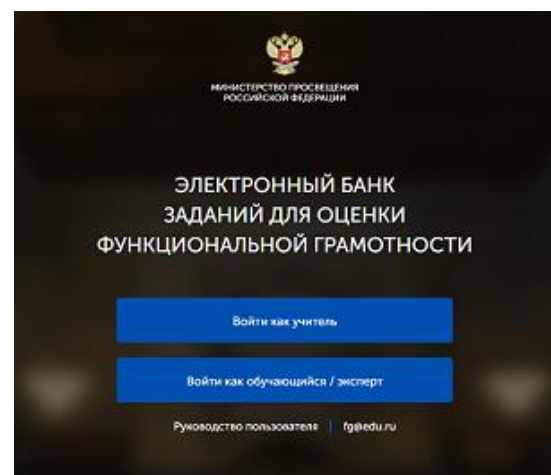 МИНИСТЕРСТВО ПРОСВЕЩЕНИЯ
РОССИЙСКОЙ ФЕДЕРАЦИИ
ЭЛЕКТРОННЫЙ БАНК
ЗАДАНИЙ ДЛЯ ОЦЕНКИ
ФУНКЦИОНАЛЬНОЙ ГРАМОТНОСТИ
Войти как учитель
Войти как обучающийся / эксперт
Руководство пользователя | fg@edu.ru